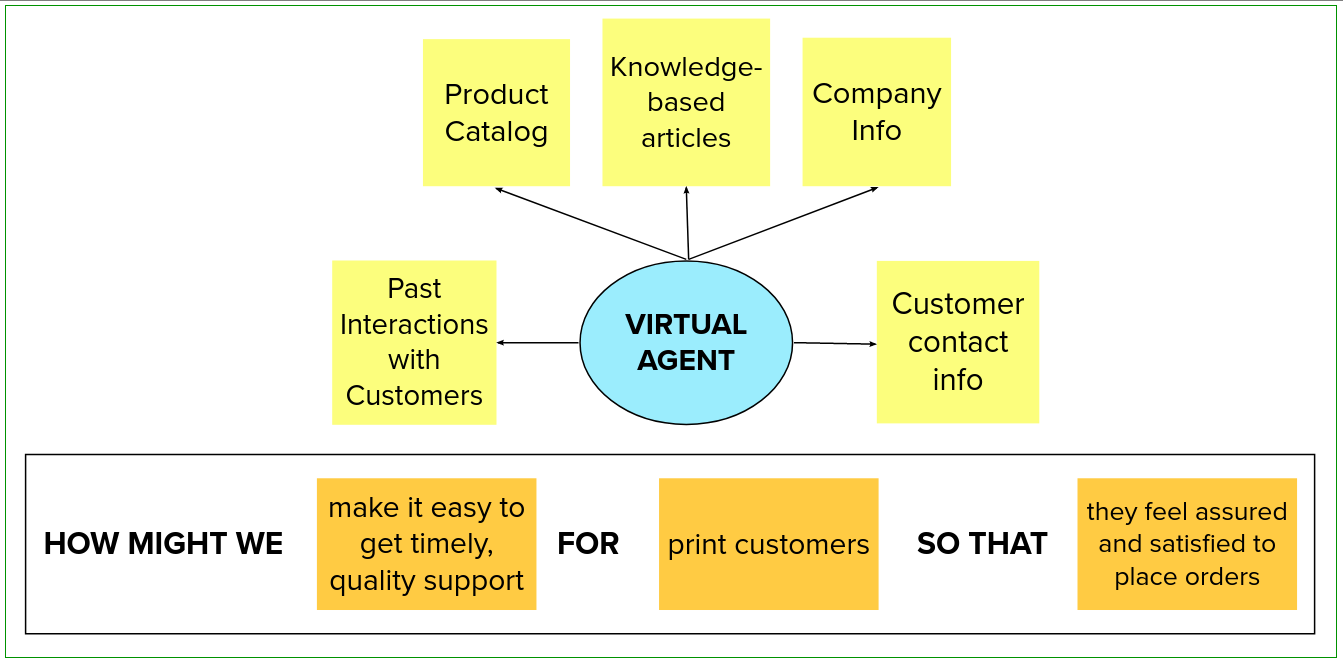 Product
Catalog
Knowledge-
based
articles
Company
Info
Past
Interactions
with
Customers
VIRTUAL
AGENT
Customer
contact
info
HOW MIGHT WE
make it easy to
get timely,
quality support
FOR
print customers
SO THAT
they feel assured
and satisfied to
place orders